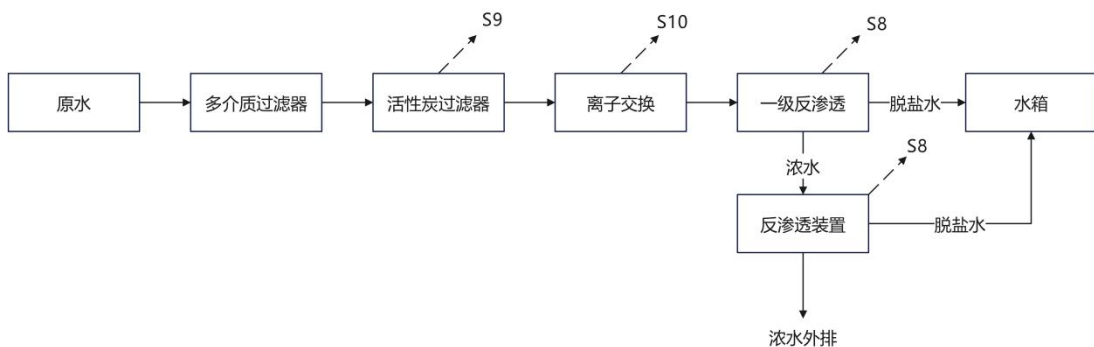 S9
S10
S8
原水
多介质过滤器
活性炭过滤器
离子交换
一级反渗透
脱盐水
水箱
浓水
S8
反渗透装置
脱盐水
浓水外排